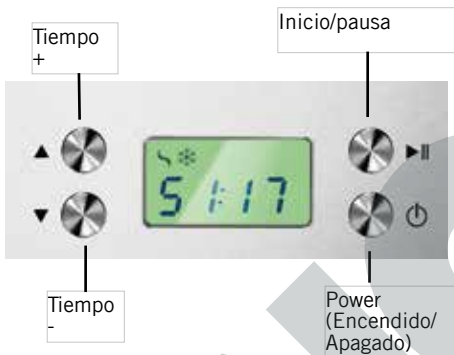 Tiempo
+
Inicio/pausa
51:17
Tiempo
-
Power
(Encendido/
Apagado)